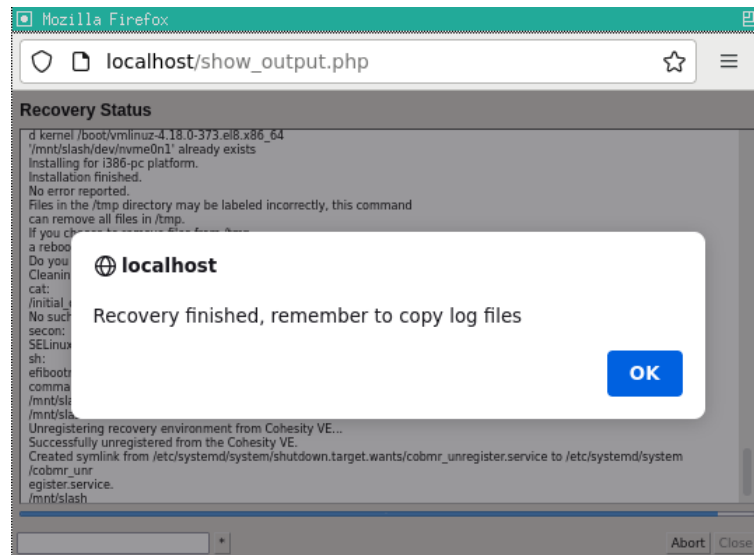 Mozilla Firefox
localhost/show_output.php
Recovery Status
d kernel /boot/vmlinuz-4.18.0-373.el8.x86_64
'/mnt/slash/dev/nvme0n1' already exists
Installing for i386-pc platform.
Installation finished.
No error reported.
Files in the /tmp directory may be labeled incorrectly, this command
can remove all files in /tmp.
If you
a reboo
Do you
Cleanin
cat:
/initial_
No such
secon:
SELinux
sh:
efibootm
comma
/mnt/sla
/mnt/sla
localhost
Recovery finished, remember to copy log files
OK
Unregistering recovery environment from Cohesity VE...
Successfully unregistered from the Cohesity VE.
Created symlink from /etc/systemd/system/shutdown.target.wants/cobmr_unregister.service to /etc/systemd/system
/cobmr_unr
egister.service.
/mnt/slash
*
Abort Close